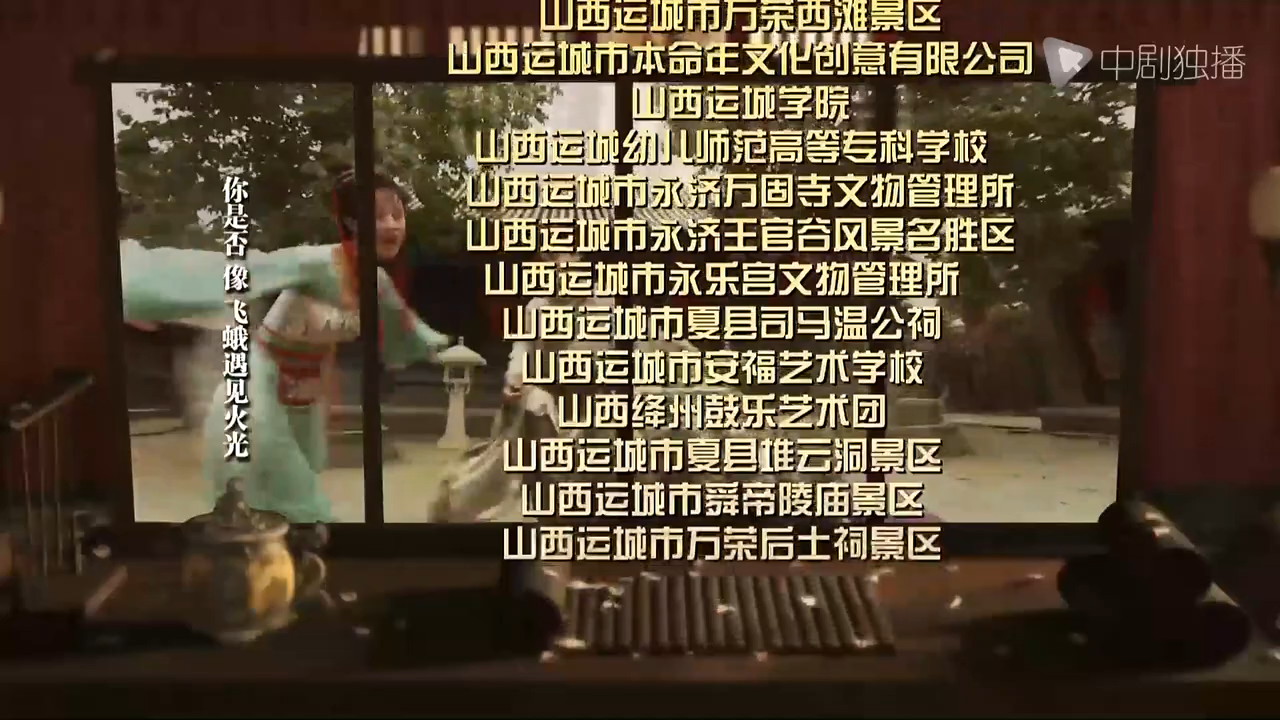 山西运城市万荣西滩景区
山西运城市本命年文化创意有限公司
中剧独播
山西运城学院
山西运城幼儿师范高等专科学校
山西运城市永济万固寺文物管理所
山西运城市永济王官谷风景名胜区
山西运城市永乐宫文物管理所
山西运城市夏县司马温公祠
山西运城市安福艺术学校
山西绛州鼓乐艺术团
山西运城市夏县堆云洞景区
山西运城市舜帝陵庙景区
山西运城市万荣后土祠景区
你是否 像 飞蛾遇见火光